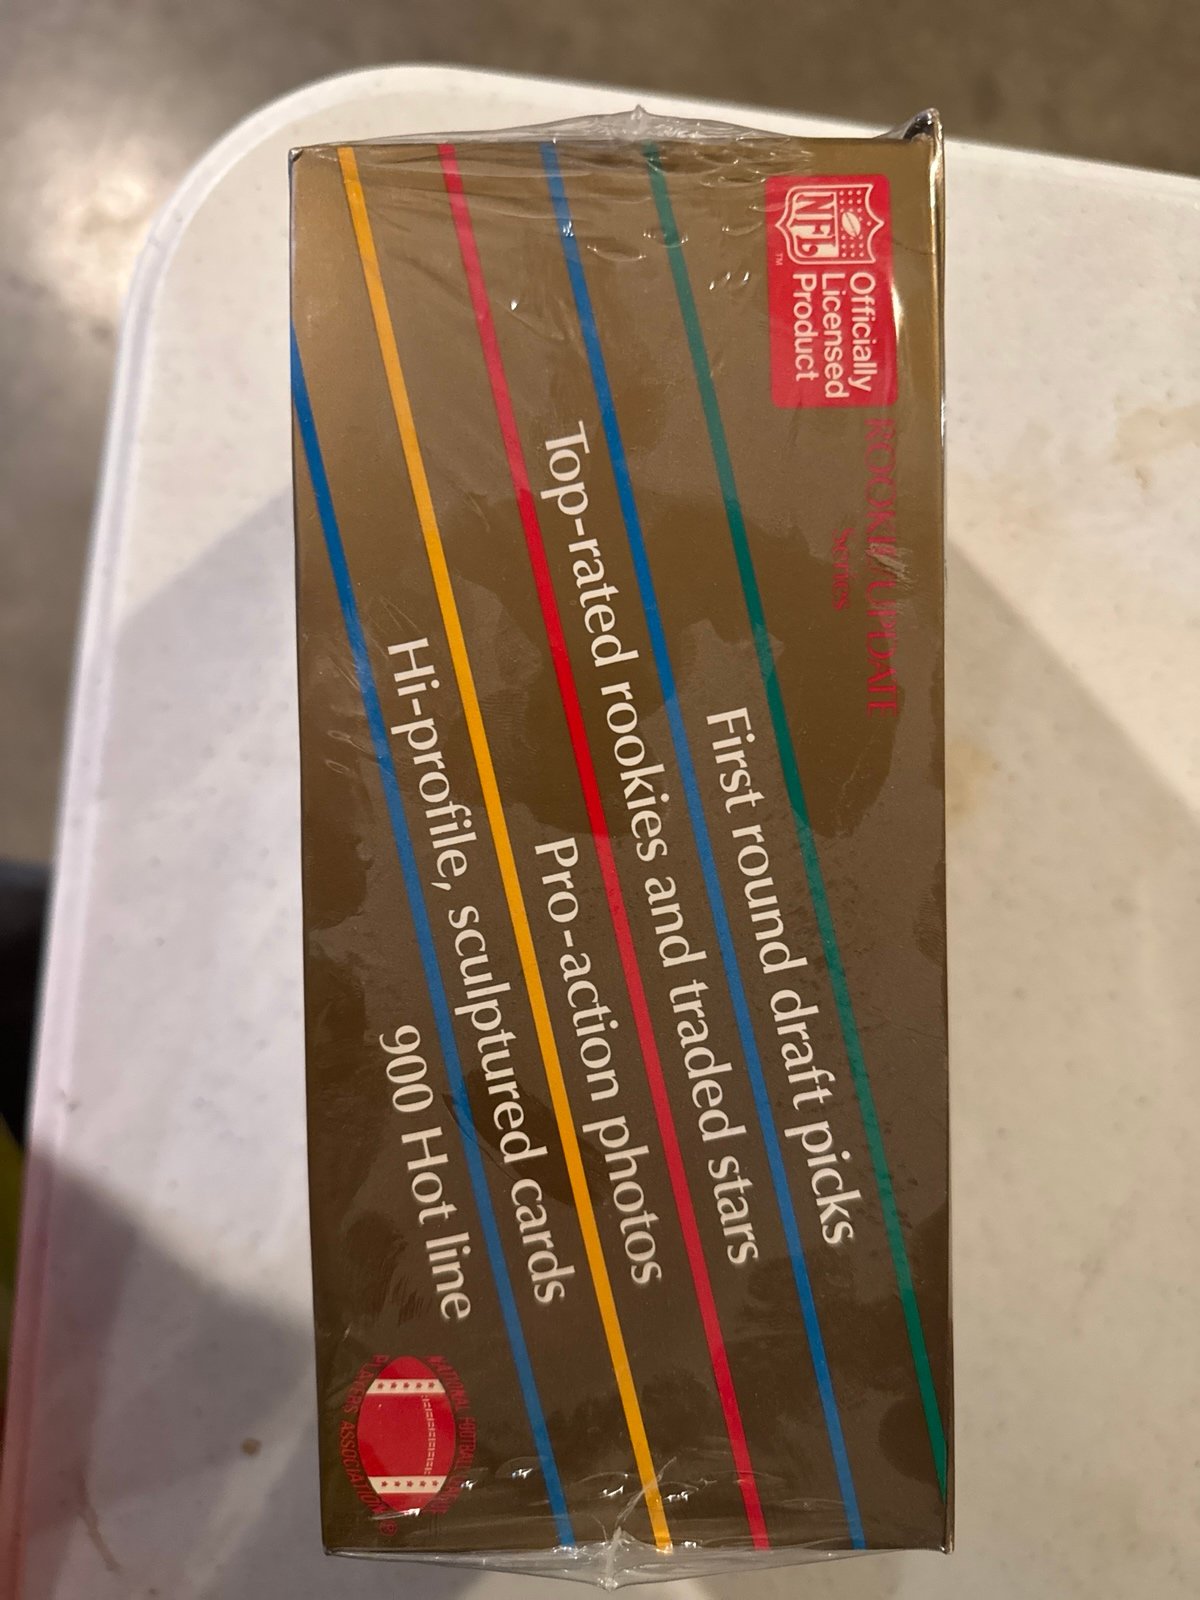 NFL
TM
Officially
Licensed
Product
ROOKIE/UPDATE
Series
First round draft picks
Top-rated rookies and traded stars
Pro-action photos
Hi-profile, sculptured cards
900 Hot line
NATIONAL FOOTBALL LEAGUE
PLAYERS ASSOCIATION ®